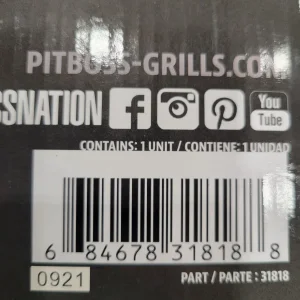 PITBOSS-GRILLS.COM
SSNATION
You
Tube
CONTAINS: 1 UNIT / CONTIENE: 1 UNIDAD
6 84678 31818 8
0921
PART / PARTE : 31818